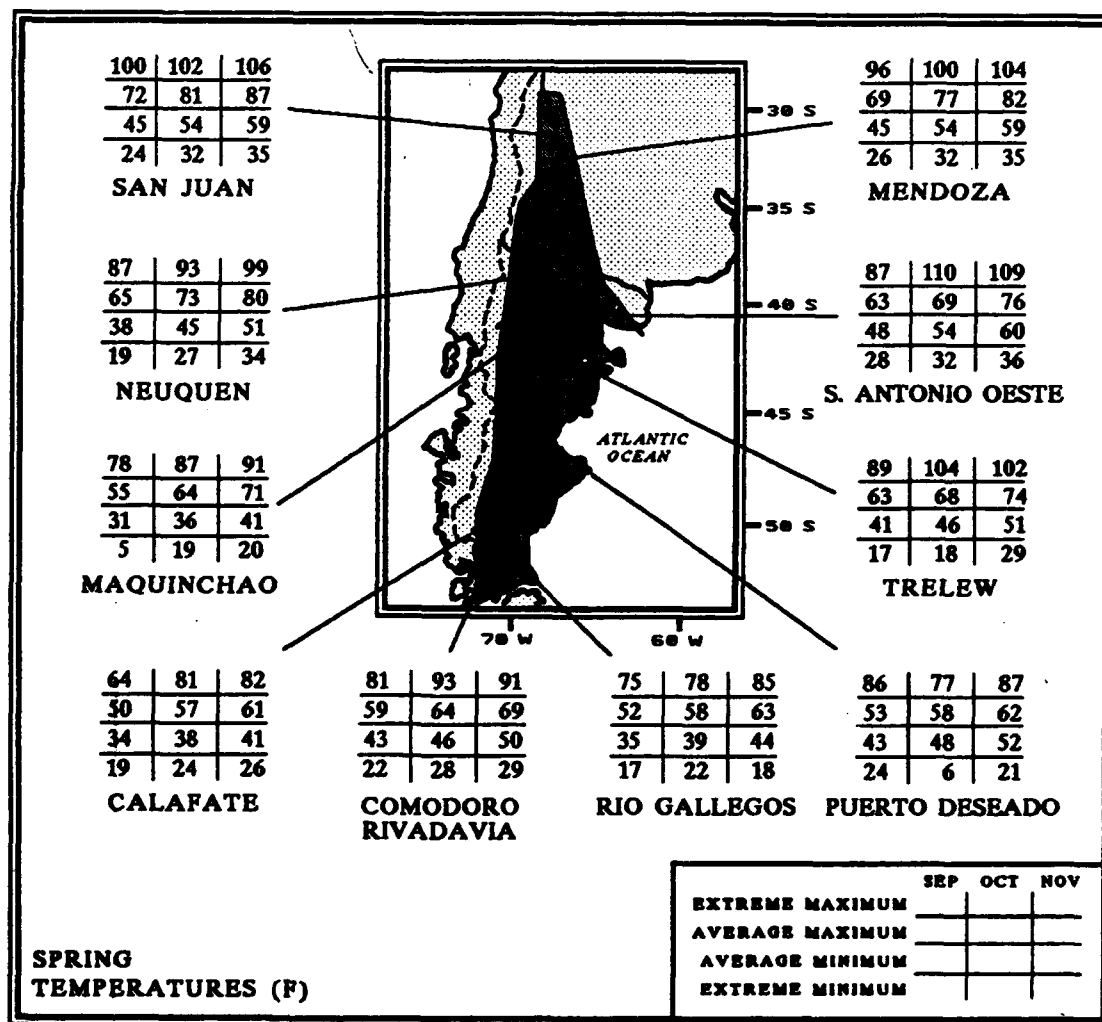 100 102 106
72 81 87
45 54 59
24 32 35
SAN JUAN
96 100 104
69 77 82
45 54 59
26 32 35
MENDOZA
30 S
35 S
40 S
45 S
50 S
70 W
60 W
ATLANTIC
OCEAN
87 93 99
65 73 80
38 45 51
19 27 34
NEUQUEN
87 110 109
63 69 76
48 54 60
28 32 36
S. ANTONIO OESTE
78 87 91
55 64 71
31 36 41
5 19 20
MAQUINCHAO
89 104 102
63 68 74
41 46 51
17 18 29
TRELEW
64 81 82
50 57 61
34 38 41
19 24 26
CALAFATE
81 93 91
59 64 69
43 46 50
22 28 29
COMODORO
RIVADAVIA
75 78 85
52 58 63
35 39 44
17 22 18
RIO GALLEGOS
86 77 87
53 58 62
43 48 52
24 6 21
PUERTO DESEADO
SEP OCT NOV
EXTREME MAXIMUM
AVERAGE MAXIMUM
AVERAGE MINIMUM
EXTREME MINIMUM
SPRING
TEMPERATURES (F)